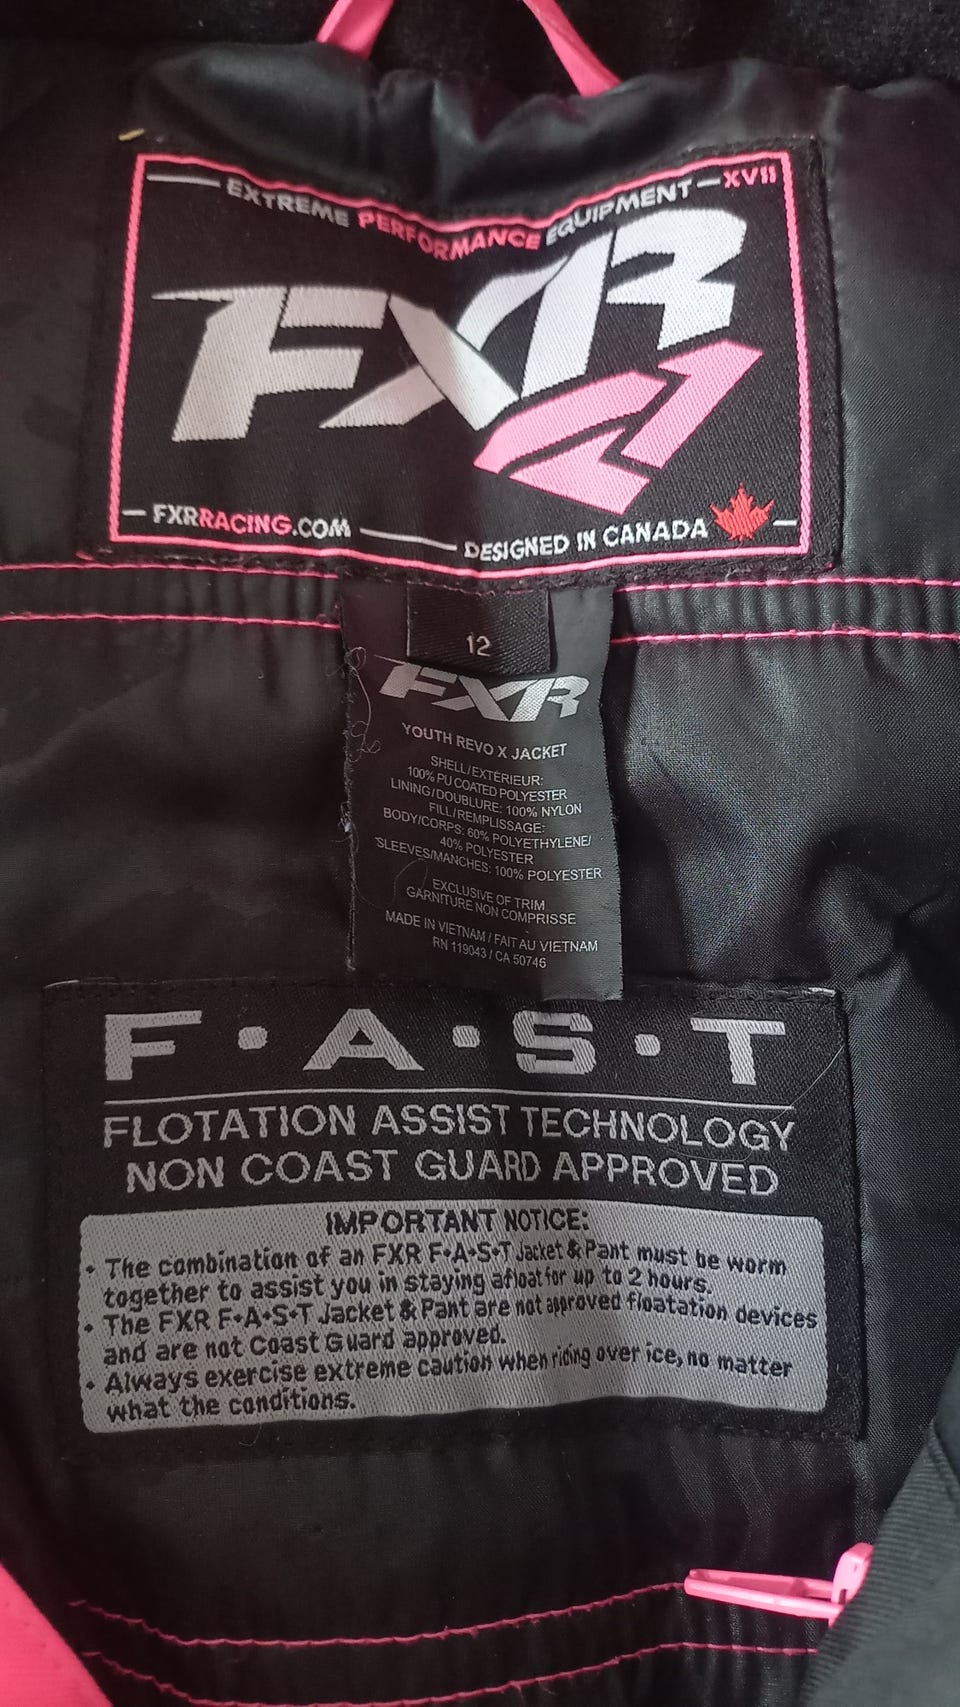 EXTREME PERFORMANCE EQUIPMENT XVII
FXR
FXRRACING.COM
DESIGNED IN CANADA
12
FXR
YOUTH REVO X JACKET
SHELL/EXTÉRIEUR:
100% PU COATED POLYESTER
LINING/DOUBLURE: 100% NYLON
FILL/REMPLISSAGE:
BODY/CORPS: 60% POLYETHYLENE/
40% POLYESTER
SLEEVES/MANCHES: 100% POLYESTER
EXCLUSIVE OF TRIM
GARNITURE NON COMPRISSE
MADE IN VIETNAM / FAIT AU VIETNAM
RN 119043 / CA 50746
F•A•S•T
FLOTATION ASSIST TECHNOLOGY
NON COAST GUARD APPROVED
IMPORTANT NOTICE:
• The combination of an FXR F•A•S•T Jacket & Pant must be worm
together to assist you in staying afloat for up to 2 hours.
• The FXR F•A•S•T Jacket & Pant are not approved floatation devices
and are not Coast Guard approved.
• Always exercise extreme caution when riding over ice, no matter
what the conditions.